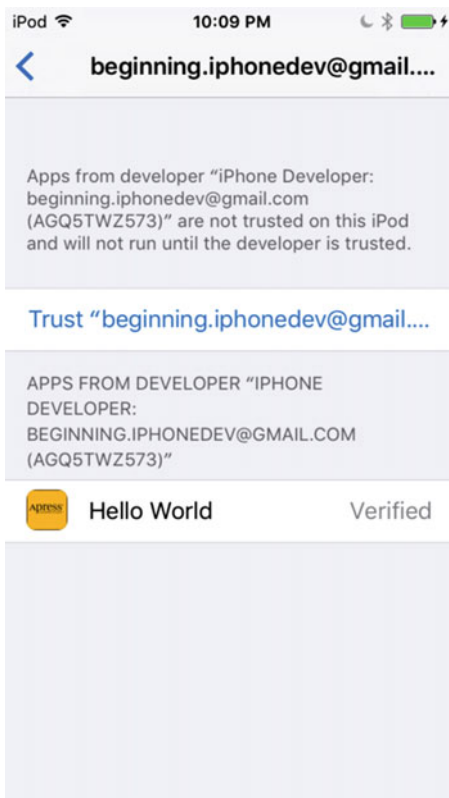 iPod 10:09 PM
beginning.iphonedev@gmail....
Apps from developer “iPhone Developer:
beginning.iphonedev@gmail.com
(AGQ5TWZ573)” are not trusted on this iPod
and will not run until the developer is trusted.
Trust “beginning.iphonedev@gmail....
APPS FROM DEVELOPER “IPHONE
DEVELOPER:
BEGINNING.IPHONEDEV@GMAIL.COM
(AGQ5TWZ573)”
Apress
Hello World Verified